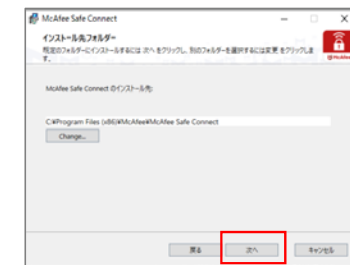 McAfee Safe Connect
インストール先フォルダー
既定のフォルダーにインストールするには 次へ をクリックし、別のフォルダーを選択するには変更 をクリックしま
す。
McAfee
McAfee Safe Connect のインストール先:
C:¥Program Files (x86)¥McAfee¥McAfee Safe Connect
Change...
戻る 次へ キャンセル